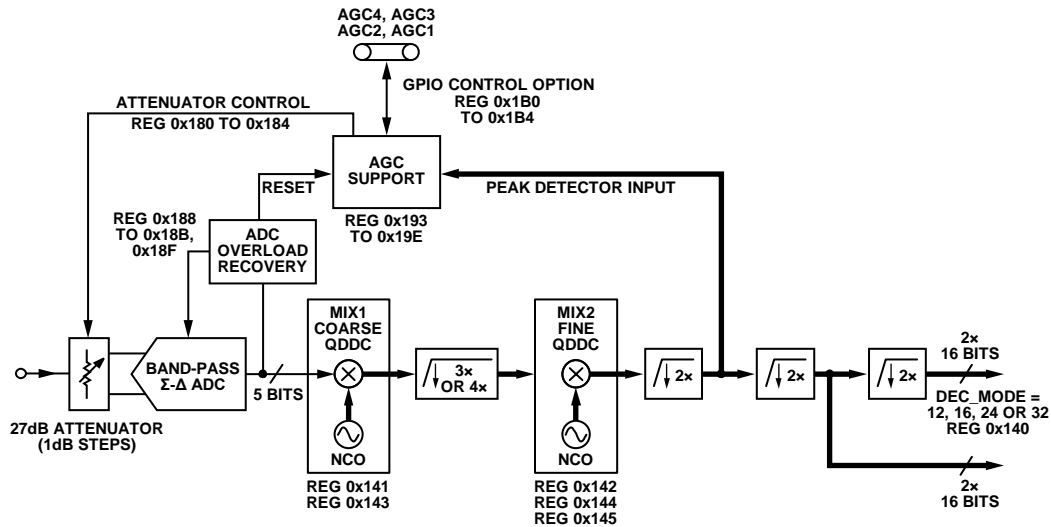 AGC4, AGC3
AGC2, AGC1
GPIO CONTROL OPTION
REG 0x1B0
TO 0x1B4
ATTENUATOR CONTROL
REG 0x180 TO 0x184
AGC
SUPPORT
RESET
PEAK DETECTOR INPUT
REG 0x193
TO 0x19E
REG 0x188
TO 0x18B,
0x18F
ADC
OVERLOAD
RECOVERY
MIX1
COARSE
QDDC
MIX2
FINE
QDDC
BAND-PASS
Σ-Δ ADC
5 BITS
3×
OR 4×
2×
2×
2×
2×
16 BITS
DEC_MODE =
12, 16, 24 OR 32
REG 0x140
27dB ATTENUATOR
(1dB STEPS)
NCO
NCO
REG 0x141
REG 0x143
REG 0x142
REG 0x144
REG 0x145
2×
16 BITS